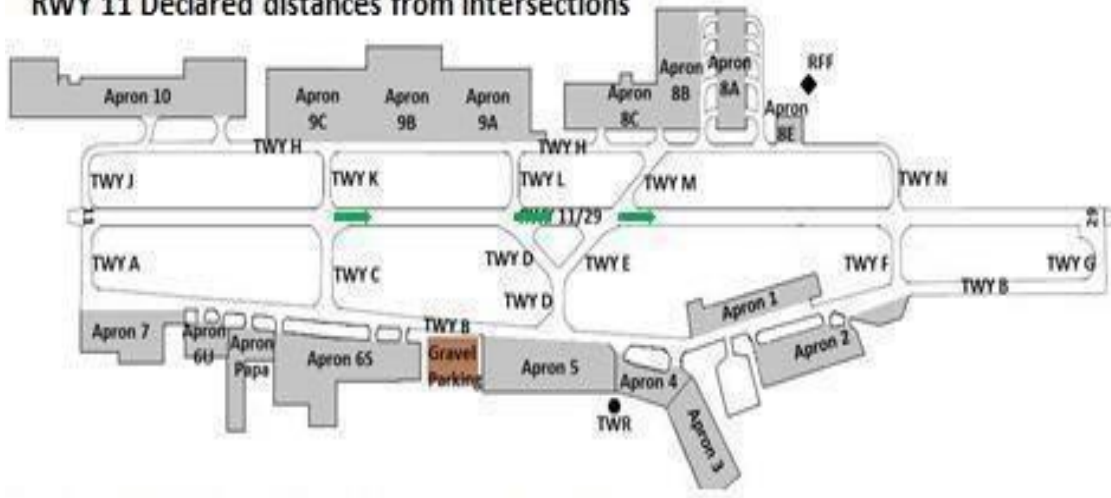 RWY 11 Declared distances from intersections
RFF
Apron 10
Apron 9C
Apron 9B
Apron 9A
Apron 8C
Apron 8B
Apron 8A
Apron 8E
TWY H
TWY H
TWY J
TWY K
TWY L
TWY M
TWY N
11
11/29
29
TWY A
TWY C
TWY D
TWY E
TWY F
TWY G
TWY D
TWY B
Apron 1
TWY B
Apron 7
Apron 6U
Apron Papa
Apron 6S
Gravel Parking
Apron 5
Apron 4
Apron 2
TWR
Apron 3